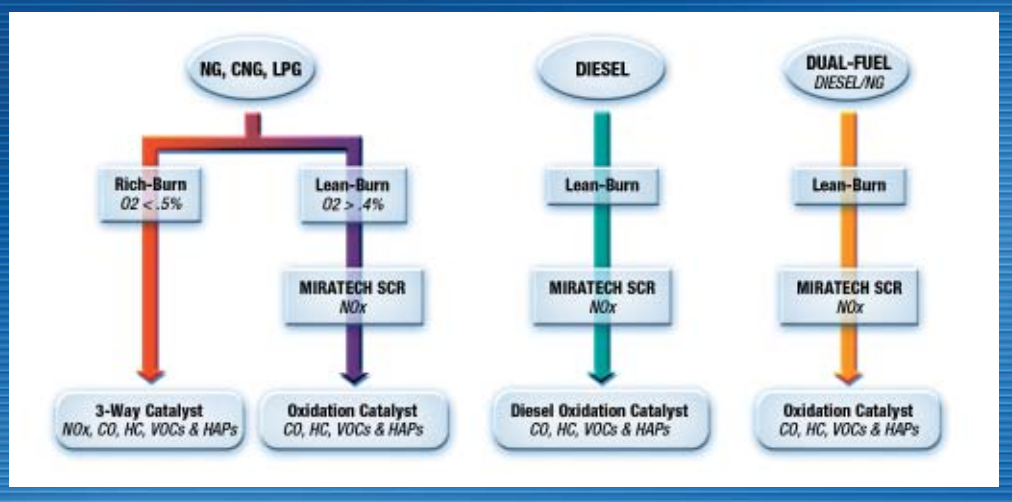 NG, CNG, LPG
Rich-Burn
O2 < .5%
Lean-Burn
O2 > .4%
MIRATECH SCR
NOx
3-Way Catalyst
NOx, CO, HC, VOCs & HAPs
Oxidation Catalyst
CO, HC, VOCs & HAPs
DIESEL
Lean-Burn
MIRATECH SCR
NOx
Diesel Oxidation Catalyst
CO, HC, VOCs & HAPs
DUAL-FUEL
DIESEL/NG
Lean-Burn
MIRATECH SCR
NOx
Oxidation Catalyst
CO, HC, VOCs & HAPs